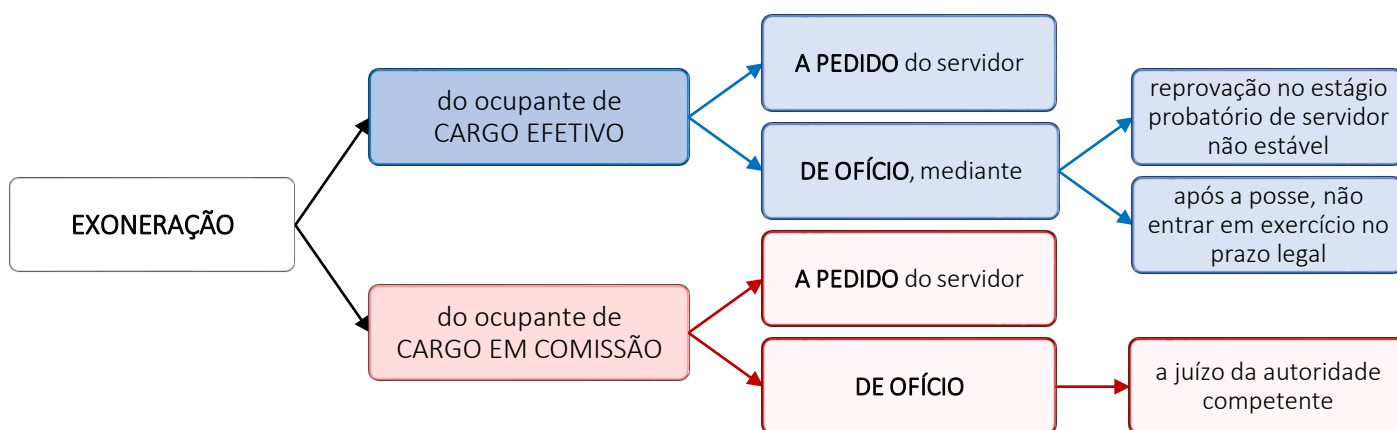 EXONERAÇÃO
do ocupante de
CARGO EFETIVO
A PEDIDO do servidor
DE OFÍCIO, mediante
reprovação no estágio
probatório de servidor
não estável
após a posse, não
entrar em exercício no
prazo legal
do ocupante de
CARGO EM COMISSÃO
A PEDIDO do servidor
DE OFÍCIO
a juízo da autoridade
competente